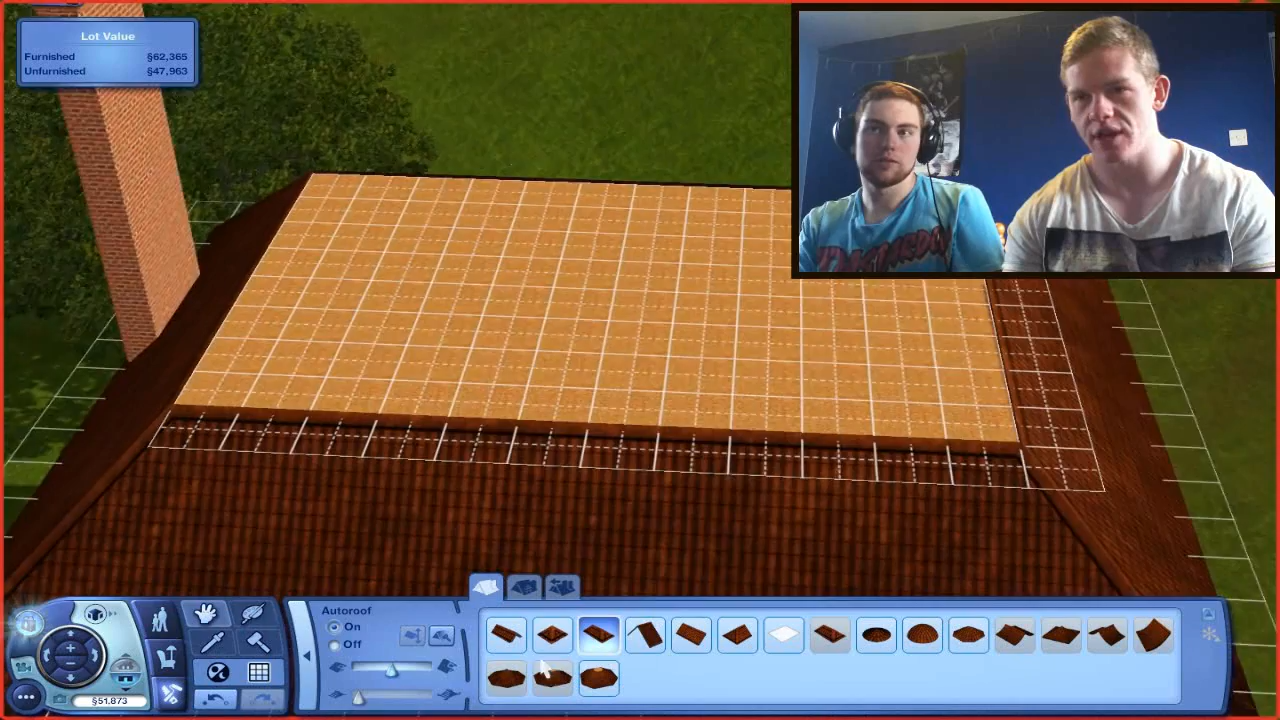 Lot Value
Furnished §62,365
Unfurnished §47,963
Autoroof
On
Off
§51,873